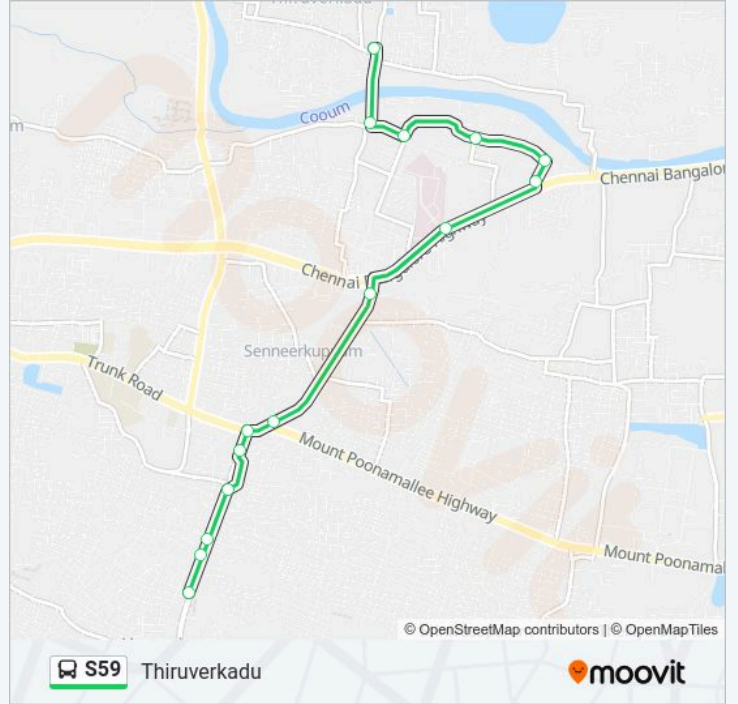 Cooum
m
Chennai Bangalo
Chennai
Senneerkuppam
Trunk Road
Mount Poonamallee Highway
Mount Poonamal
© OpenStreetMap contributors | © OpenMapTiles
S59 Thiruverkadu
moovit